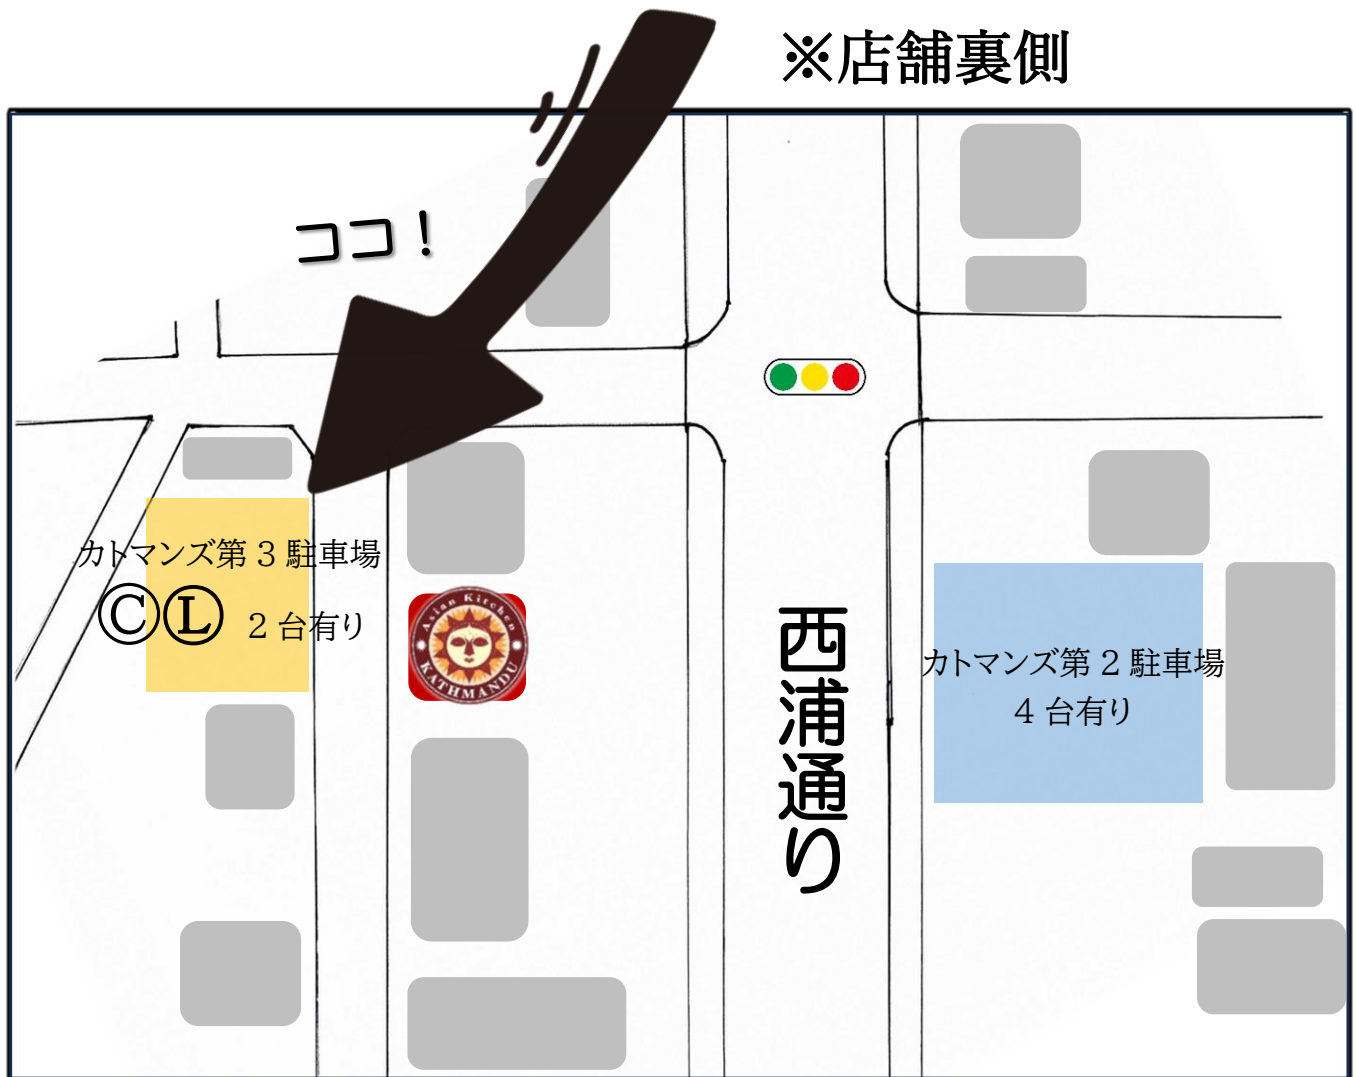 ※店舗裏側
ココ！
カトマンズ第3駐車場
ⒸⓁ 2台有り
Asian Kitchen
KATHMANDU
西浦通り
カトマンズ第2駐車場
4台有り